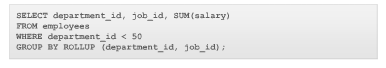 SELECT department_id, job_id, SUM(salary)
FROM employees
WHERE department_id < 50
GROUP BY ROLLUP (department_id, job_id);